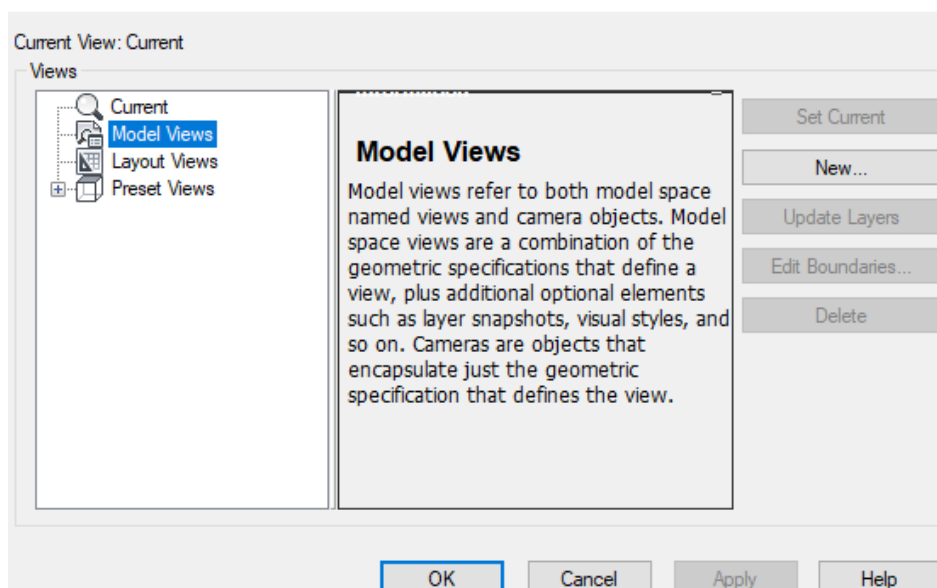 Current View: Current
Views
Current
Model Views
Layout Views
Preset Views
Model Views
Model views refer to both model space
named views and camera objects. Model
space views are a combination of the
geometric specifications that define a
view, plus additional optional elements
such as layer snapshots, visual styles, and
so on. Cameras are objects that
encapsulate just the geometric
specification that defines the view.
Set Current
New...
Update Layers
Edit Boundaries...
Delete
OK
Cancel
Apply
Help